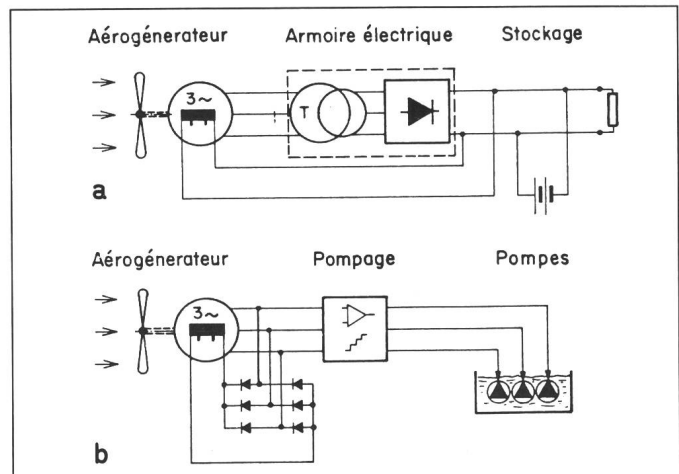 Aérogénerateur Armoire électrique Stockage
3~
T
a
Aérogénerateur Pompage Pompes
3~
b